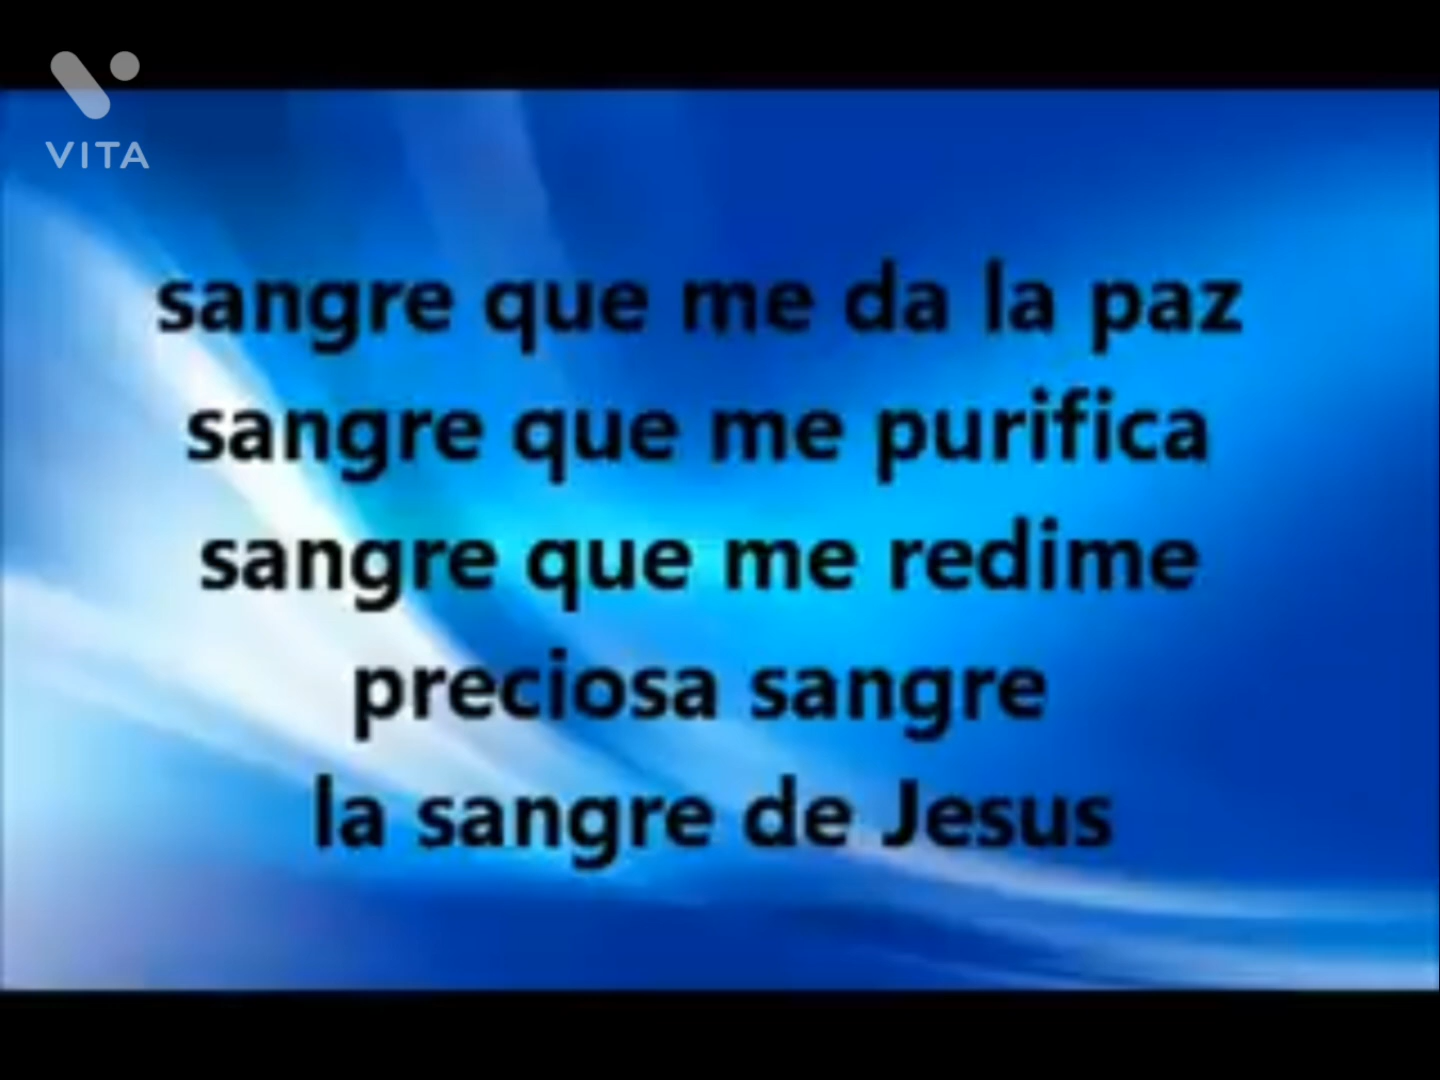 VITA
sangre que me da la paz
sangre que me purifica
sangre que me redime
preciosa sangre
la sangre de Jesus